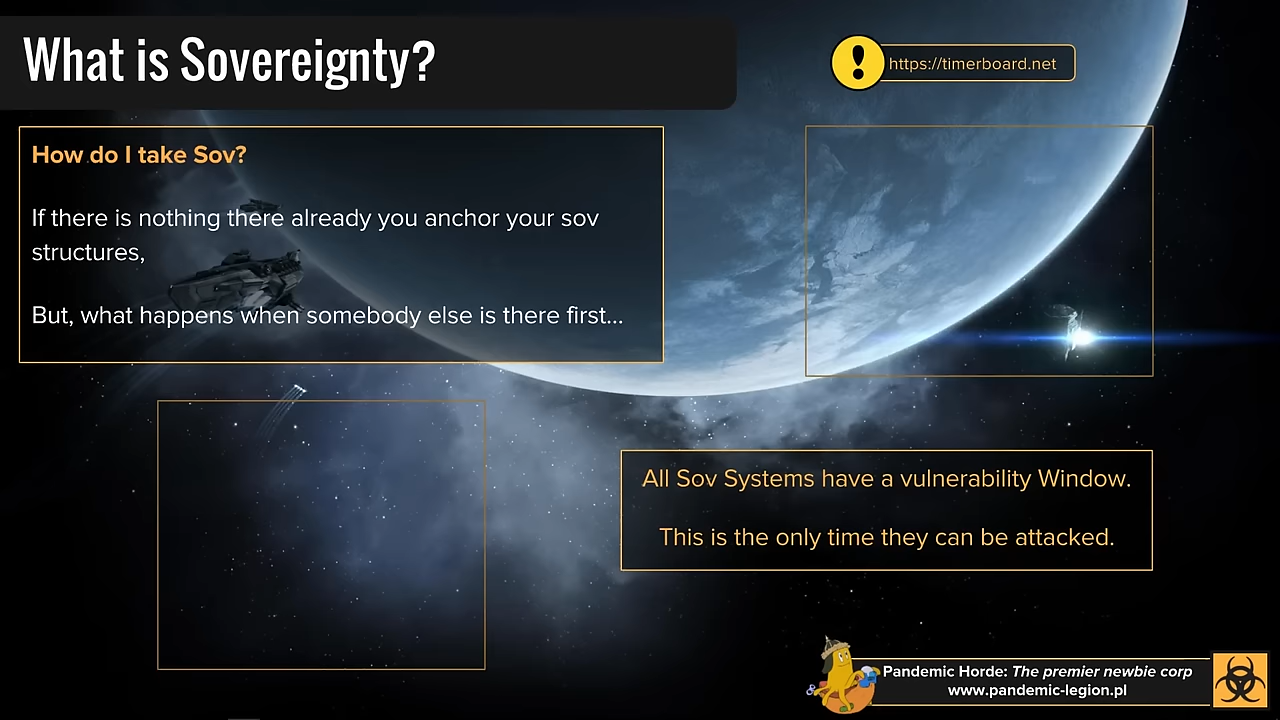 What is Sovereignty?
https://timerboard.net
How do I take Sov?
If there is nothing there already you anchor your sov
structures,
But, what happens when somebody else is there first...
All Sov Systems have a vulnerability Window.
This is the only time they can be attacked.
Pandemic Horde: The premier newbie corp
www.pandemic-legion.pl